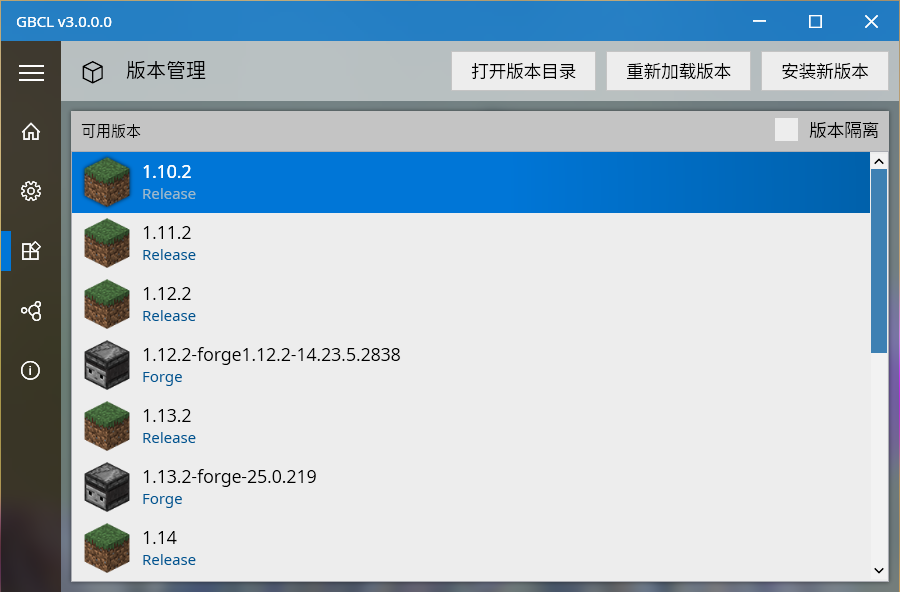 GBCL v3.0.0.0
版本管理
打开版本目录
重新加载版本
安装新版本
可用版本
版本隔离
1.10.2
Release
1.11.2
Release
1.12.2
Release
1.12.2-forge1.12.2-14.23.5.2838
Forge
1.13.2
Release
1.13.2-forge-25.0.219
Forge
1.14
Release